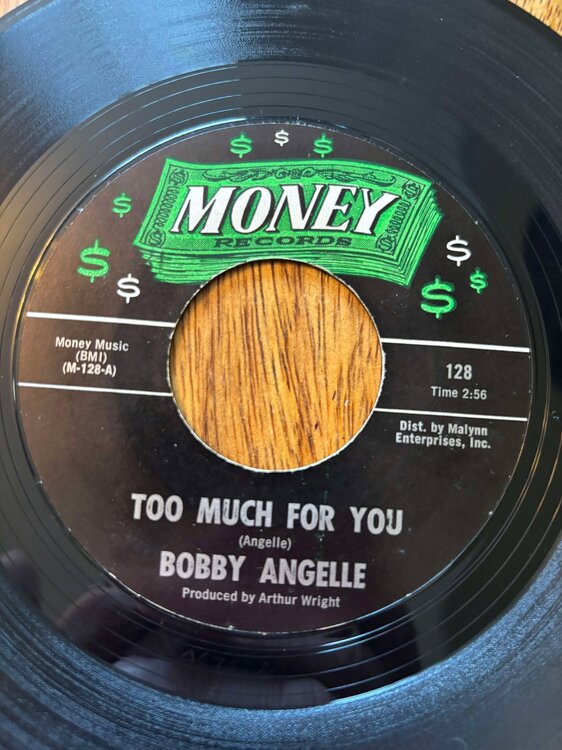 $ $ $
$
MONEY
RECORDS
$ $
$ $ $
Money Music
(BMI)
(M-128-A)
128
Time 2:56
Dist. by Malynn
Enterprises, Inc.
TOO MUCH FOR YOU
(Angelle)
BOBBY ANGELLE
Produced by Arthur Wright